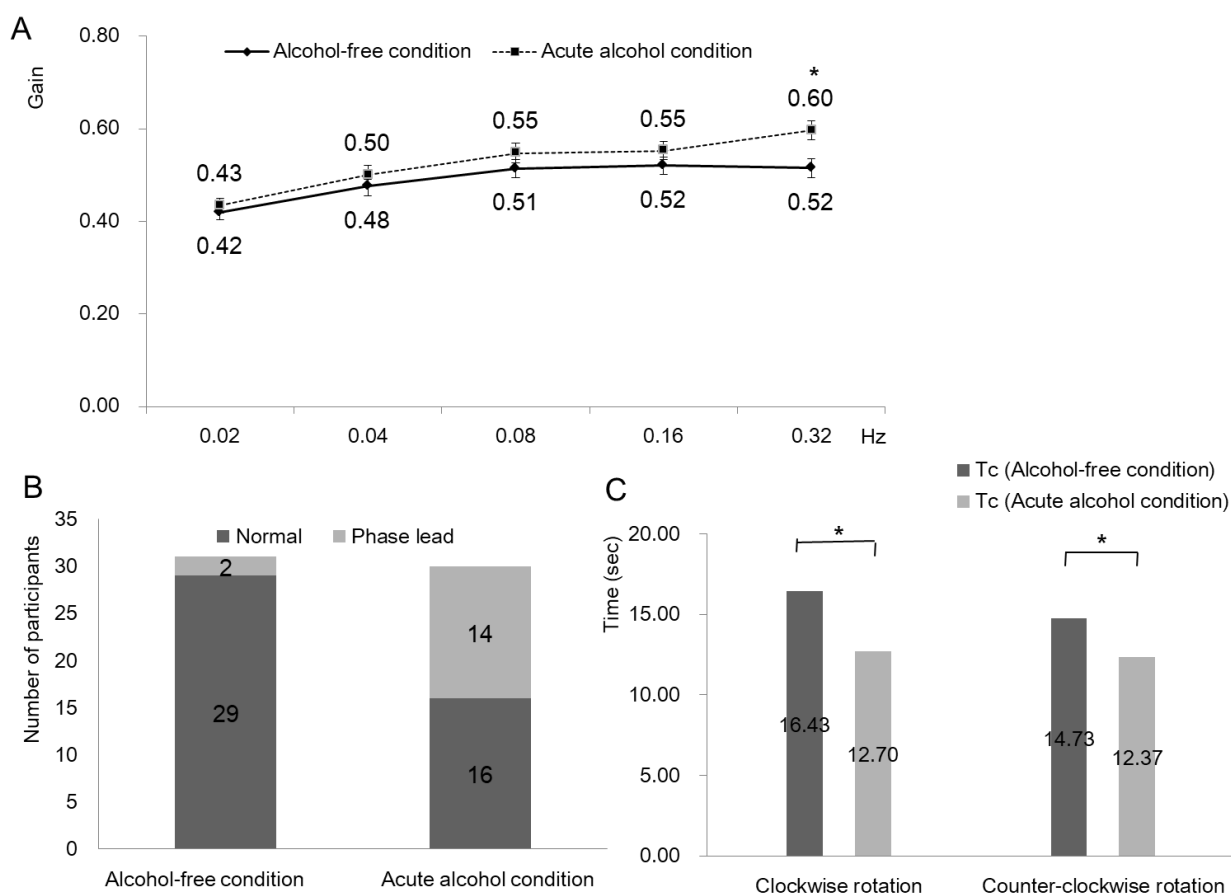 A
0.80
Alcohol-free condition
Acute alcohol condition
Gain
*
0.60
0.43
0.50
0.55
0.55
0.60
0.40
0.42
0.48
0.51
0.52
0.52
0.20
0.00
0.02
0.04
0.08
0.16
0.32
Hz
B
Number of participants
35
30
25
20
15
10
5
0
Normal
Phase lead
2
29
14
16
Alcohol-free condition
Acute alcohol condition
C
Tc (Alcohol-free condition)
Tc (Acute alcohol condition)
Time (sec)
20.00
15.00
10.00
5.00
0.00
*
*
16.43
12.70
14.73
12.37
Clockwise rotation
Counter-clockwise rotation